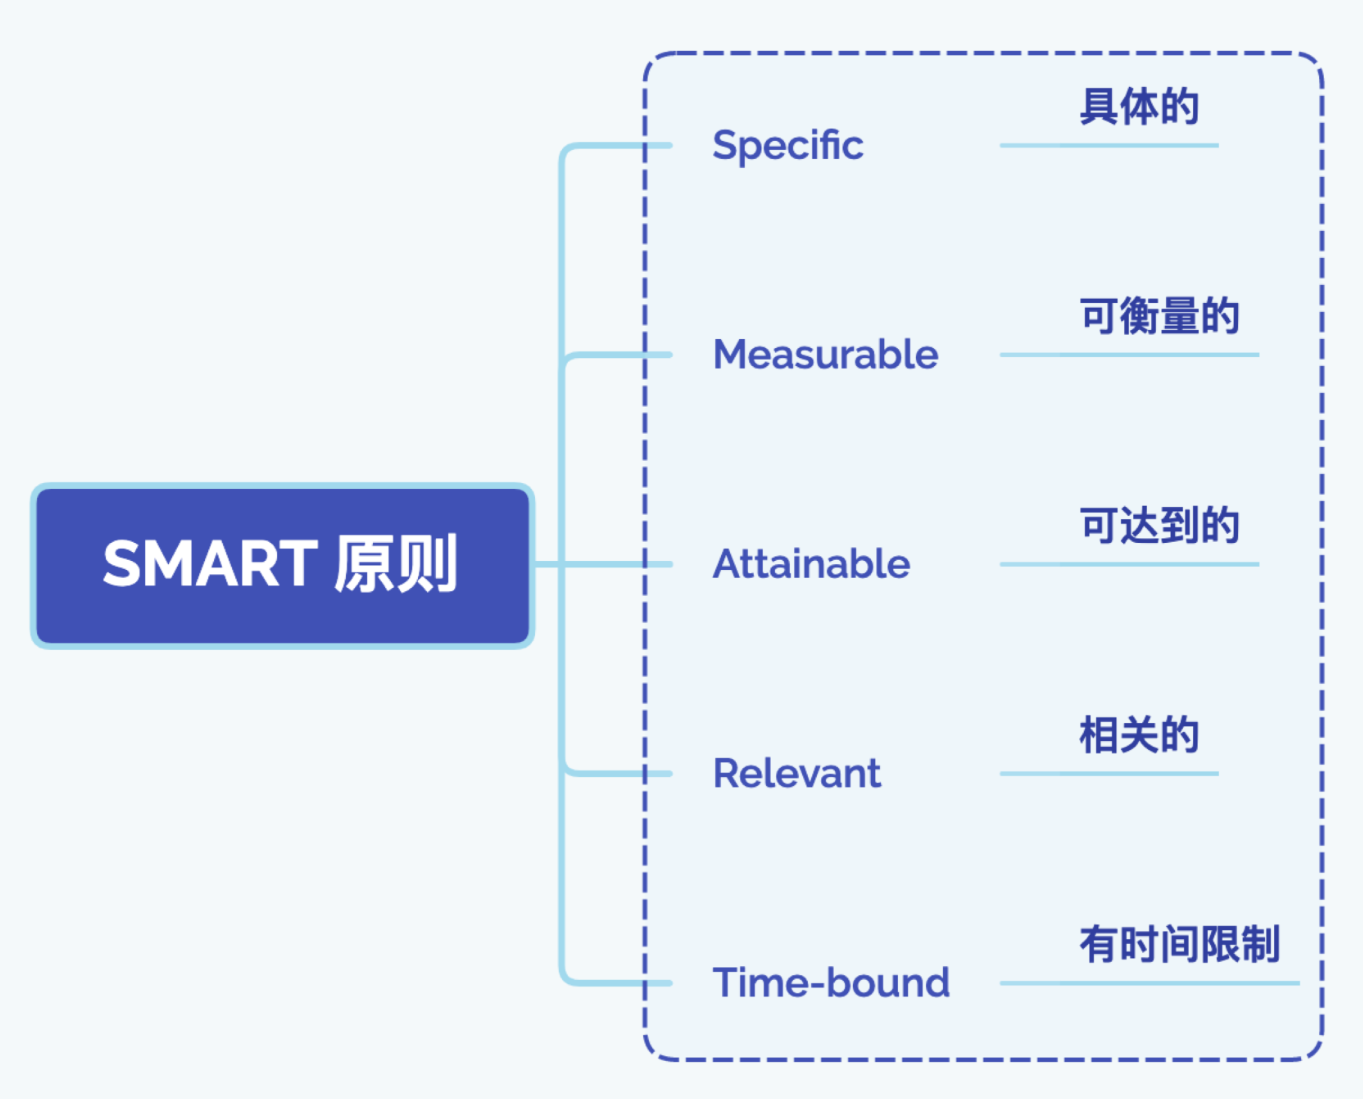 SMART 原则
Specific
具体的
Measurable
可衡量的
Attainable
可达到的
Relevant
相关的
Time-bound
有时间限制